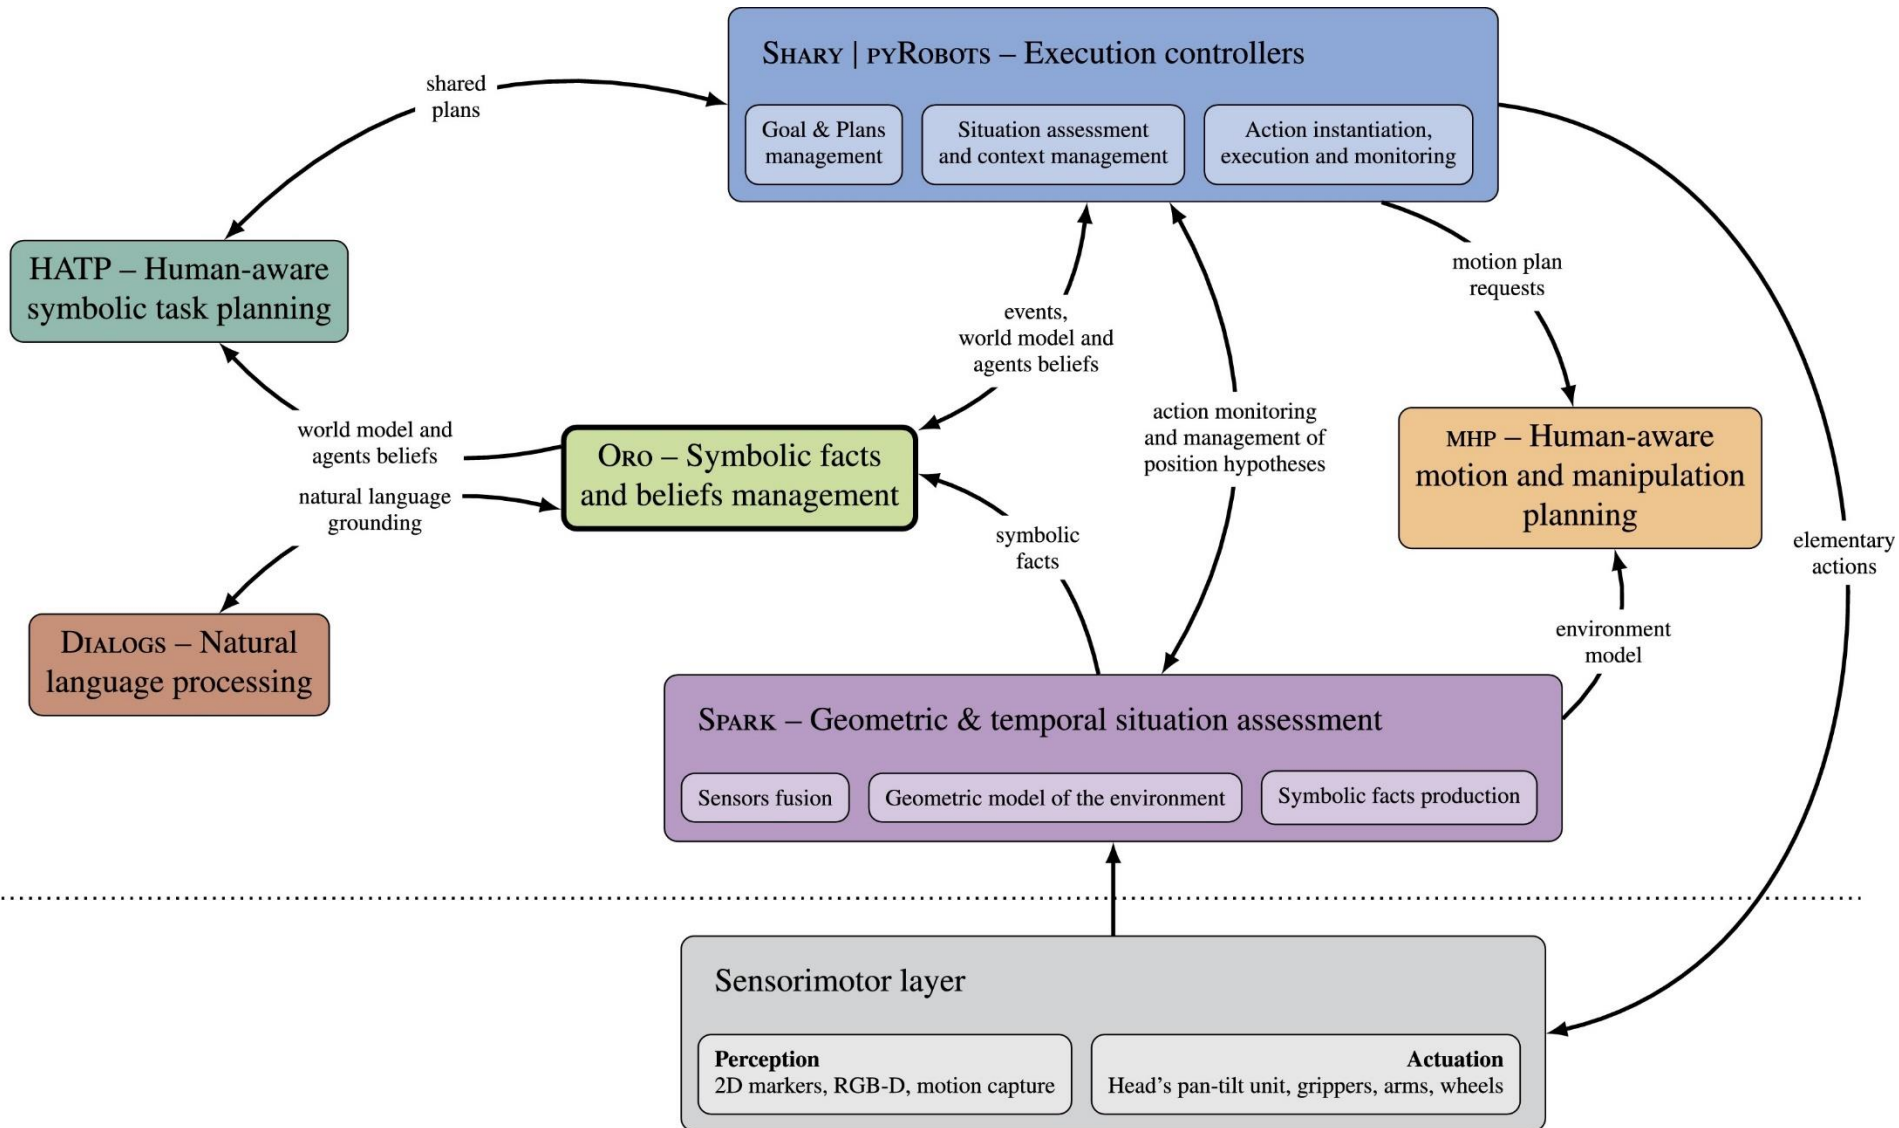 Shary | pyRobots – Execution controllers
Goal & Plans
management
Situation assessment
and context management
Action instantiation,
execution and monitoring
shared
plans
HATP – Human-aware
symbolic task planning
motion plan
requests
events,
world model and
agents beliefs
action monitoring
and management of
position hypotheses
world model and
agents beliefs
Oro – Symbolic facts
and beliefs management
MHP – Human-aware
motion and manipulation
planning
natural language
grounding
symbolic
facts
elementary
actions
Dialogs – Natural
language processing
environment
model
Spark – Geometric & temporal situation assessment
Sensors fusion
Geometric model of the environment
Symbolic facts production
Sensorimotor layer
Perception
2D markers, RGB-D, motion capture
Actuation
Head’s pan-tilt unit, grippers, arms, wheels